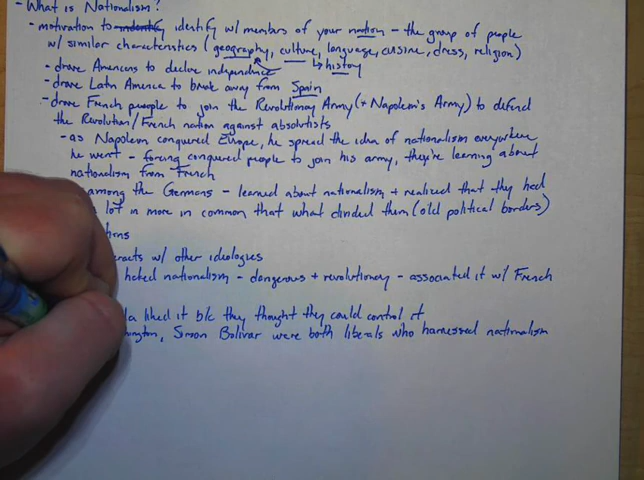 - What is Nationalism?
- motivation to indentify identify w/ members of your nation - the group of people
w/ similar characteristics (geography, culture, language, cuisine, dress, religion)
↳ history
- drove Americans to declare independence
- drove Latin America to break away from Spain
- drove French people to join the Revolutionary Army (+ Napoleon's Army) to defend
the Revolution/French nation against absolutists
- as Napoleon conquered Europe, he spread the idea of nationalism everywhere
he went - forcing conquered people to join his army, they're learning about
nationalism from French
among the Germans - learned about nationalism + realized that they had
lot in more in common that what divided them (old political borders)
w/ other ideologies
hated nationalism - dangerous + revolutionary - associated it w/ French
liked it b/c they thought they could control it
Simon Bolivar were both liberals who harnessed nationalism